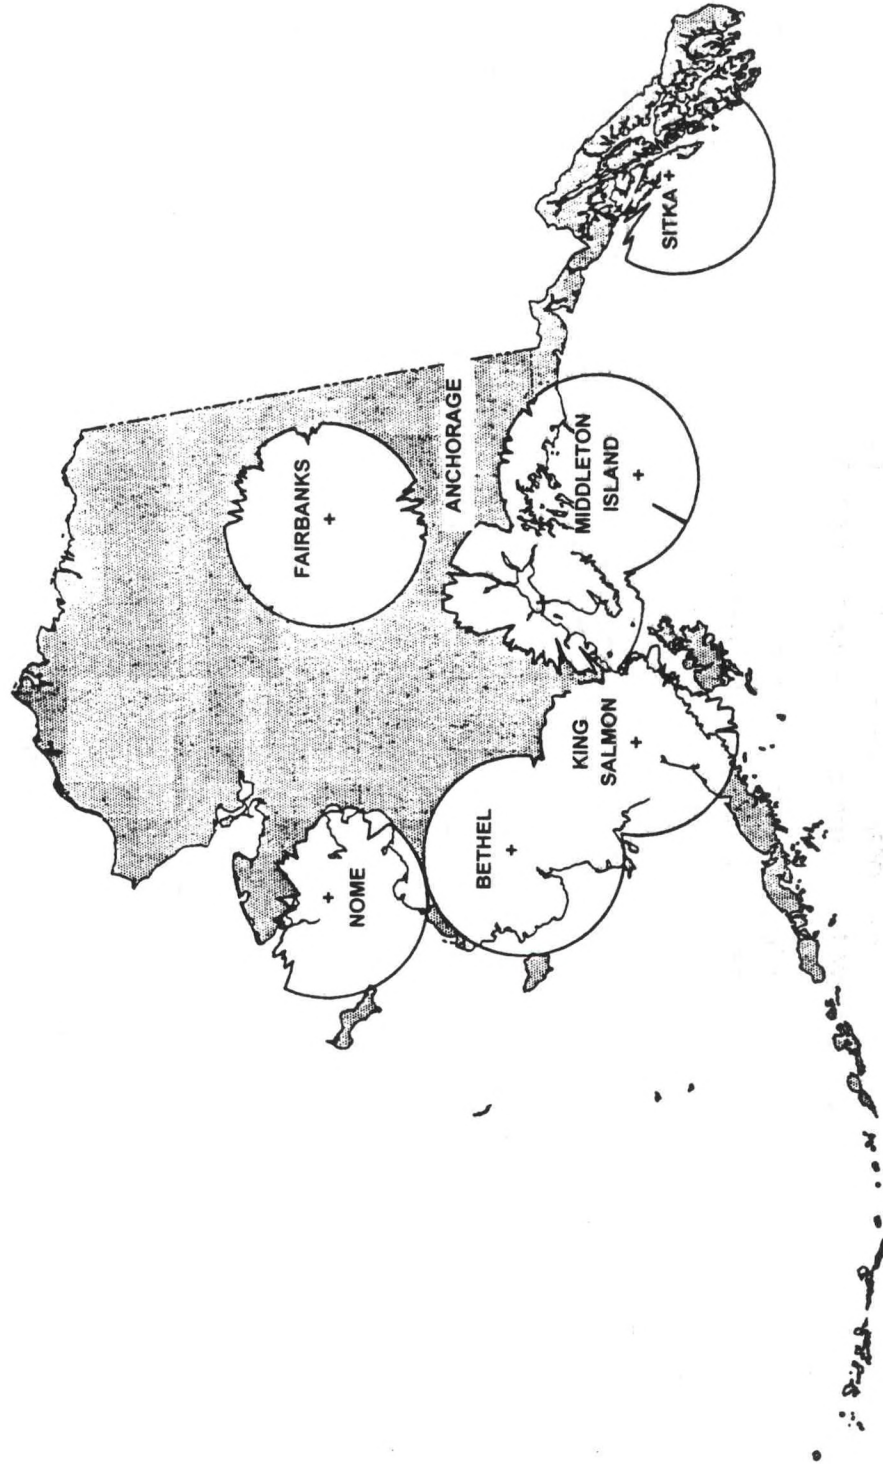 FAIRBANKS
ANCHORAGE
NOME
BETHEL
KING
SALMON
MIDDLETON
ISLAND
SITKA